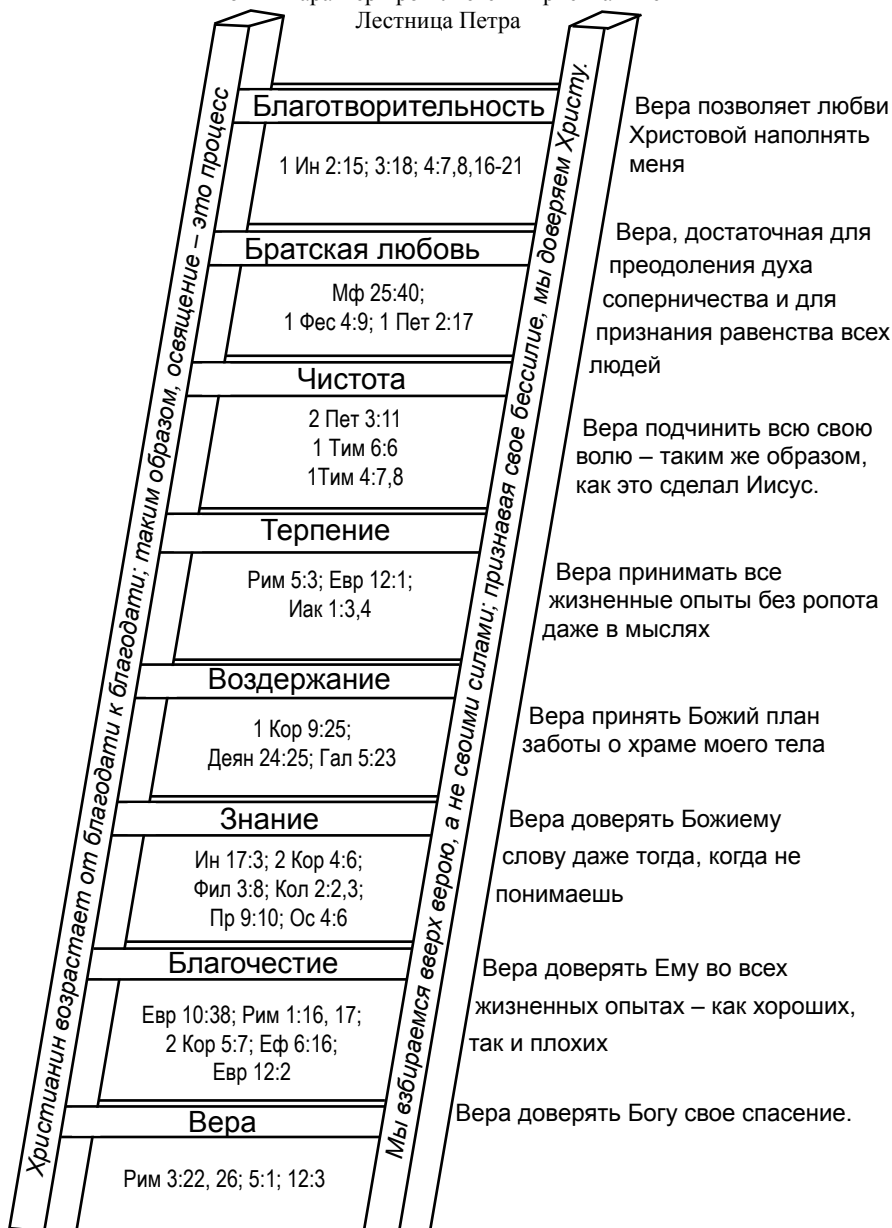 Лестница Петра
Благотворительность
1 Ин 2:15; 3:18; 4:7,8,16-21
Вера позволяет любви
Христовой наполнять
меня
Братская любовь
Мф 25:40;
1 Фес 4:9; 1 Пет 2:17
Вера, достаточная для
преодоления духа
соперничества и для
признания равенства всех
людей
Чистота
2 Пет 3:11
1 Тим 6:6
1Тим 4:7,8
Вера подчинить всю свою
волю – таким же образом,
как это сделал Иисус.
Терпение
Рим 5:3; Евр 12:1;
Иак 1:3,4
Вера принимать все
жизненные опыты без ропота
даже в мыслях
Воздержание
1 Кор 9:25;
Деян 24:25; Гал 5:23
Вера принять Божий план
заботы о храме моего тела
Знание
Ин 17:3; 2 Кор 4:6;
Фил 3:8; Кол 2:2,3;
Пр 9:10; Ос 4:6
Вера доверять Божиему
слову даже тогда, когда не
понимаешь
Благочестие
Евр 10:38; Рим 1:16, 17;
2 Кор 5:7; Еф 6:16;
Евр 12:2
Вера доверять Ему во всех
жизненных опытах – как хороших,
так и плохих
Вера
Рим 3:22, 26; 5:1; 12:3
Вера доверять Богу свое спасение.
Христианин возрастает от благодати к благодати; таким образом, освящение – это процесс
Мы взбираемся вверх верою, а не своими силами; признавая свое бессилие, мы доверяем Христу.